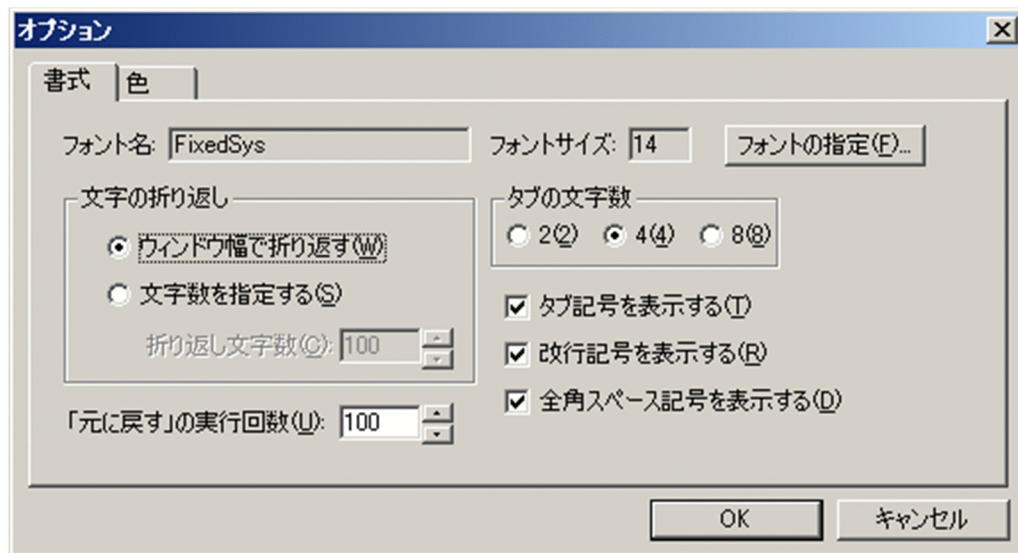 オプション
書式 色
フォント名: FixedSys フォントサイズ: 14 フォントの指定(F)...
文字の折り返し
ウィンドウ幅で折り返す(W)
文字数を指定する(S)
折り返し文字数(C): 100
「元に戻す」の実行回数(U): 100
タブの文字数
2(2) 4(4) 8(8)
タブ記号を表示する(T)
改行記号を表示する(R)
全角スペース記号を表示する(D)
OK キャンセル